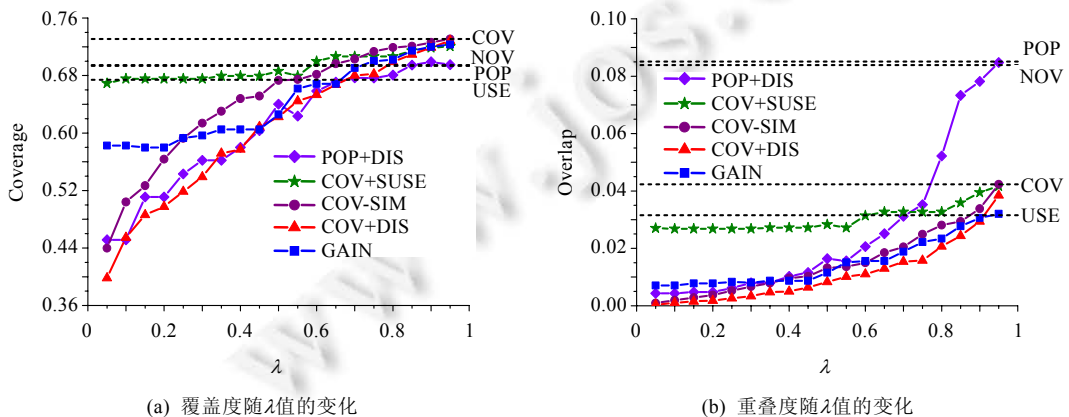 0.76
0.68
0.60
0.52
0.44
0.36
Coverage
0
0.2
0.4
0.6
0.8
1
λ
COV
NOV
POP
USE
POP+DIS
COV+SUSE
COV-SIM
COV+DIS
GAIN
(a) 覆盖度随λ值的变化
0.10
0.08
0.06
0.04
0.02
0.00
Overlap
0
0.2
0.4
0.6
0.8
1
λ
POP
NOV
COV
USE
POP+DIS
COV+SUSE
COV-SIM
COV+DIS
GAIN
(b) 重叠度随λ值的变化